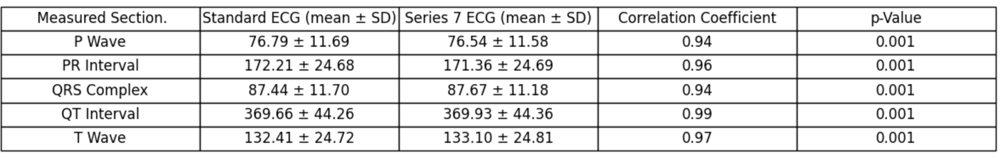 Measured Section. Standard ECG (mean ± SD) Series 7 ECG (mean ± SD) Correlation Coefficient p-Value
P Wave 76.79 ± 11.69 76.54 ± 11.58 0.94 0.001
PR Interval 172.21 ± 24.68 171.36 ± 24.69 0.96 0.001
QRS Complex 87.44 ± 11.70 87.67 ± 11.18 0.94 0.001
QT Interval 369.66 ± 44.26 369.93 ± 44.36 0.99 0.001
T Wave 132.41 ± 24.72 133.10 ± 24.81 0.97 0.001